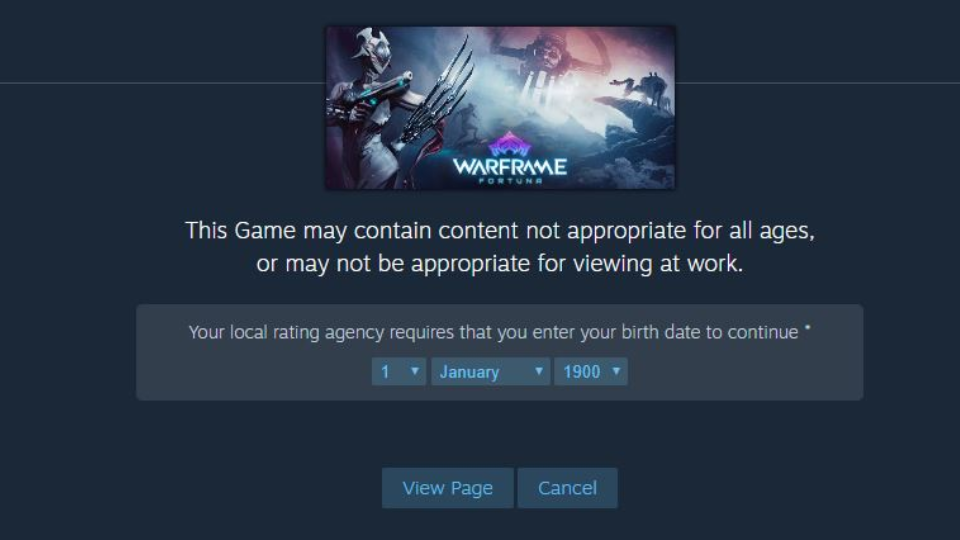 WARFRAME
FORTUNA
This Game may contain content not appropriate for all ages,
or may not be appropriate for viewing at work.
Your local rating agency requires that you enter your birth date to continue *
1 January 1900
View Page Cancel